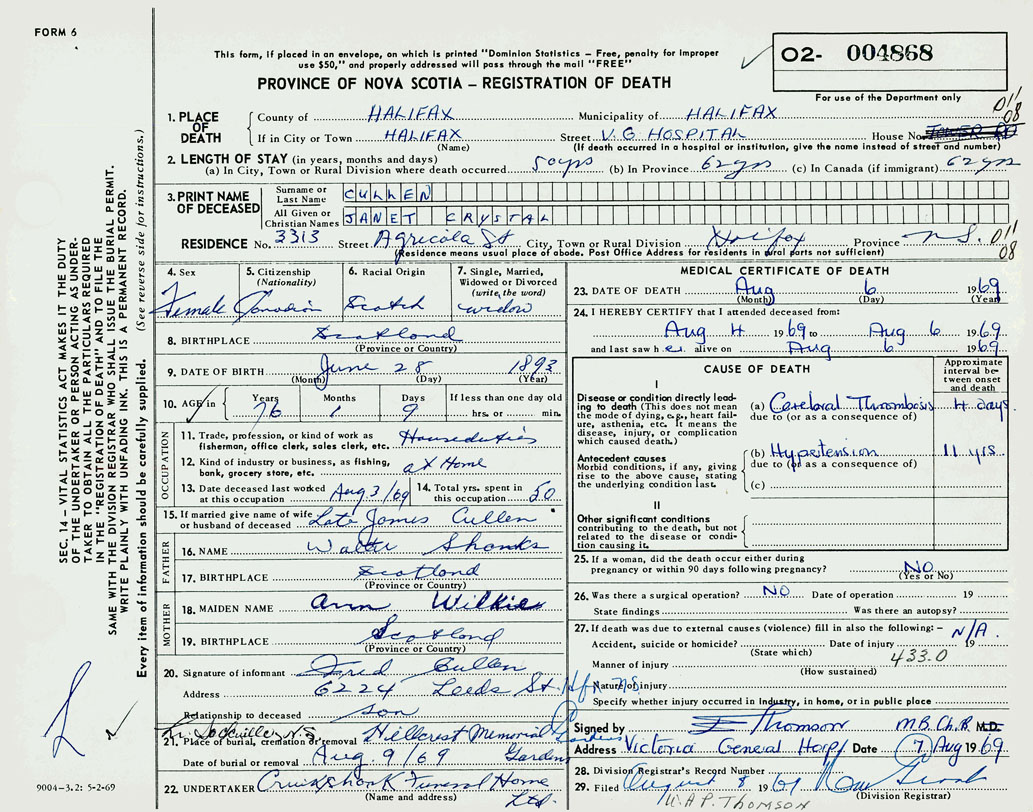 FORM 6
This form, if placed in an envelope, on which is printed "Dominion Statistics – Free, penalty for improper
use $50," and properly addressed will pass through the mail "FREE"
O2- 004868
PROVINCE OF NOVA SCOTIA – REGISTRATION OF DEATH
For use of the Department only
1. PLACE OF DEATH
County of HALIFAX Municipality of HALIFAX
011
08
If in City or Town HALIFAX Street V.G HOSPITAL House No.
(Name) (If death occurred in a hospital or institution, give the name instead of street and number)
2. LENGTH OF STAY (in years, months and days)
(a) In City, Town or Rural Division where death occurred 50yrs (b) In Province 62yrs (c) In Canada (if immigrant) 62yrs
3. PRINT NAME OF DECEASED
Surname or Last Name CULLEN
All Given or Christian Names JANET CRYSTAL
RESIDENCE No. 3313 Street Agricola St City, Town or Rural Division Halifax Province N.S. 011
08
(Residence means usual place of abode. Post Office Address for residents in rural parts not sufficient)
4. Sex
Female
5. Citizenship
(Nationality)
Canadian
6. Racial Origin
Scotch
7. Single, Married,
Widowed or Divorced
(write the word)
widow
8. BIRTHPLACE Scotland
(Province or Country)
9. DATE OF BIRTH June 28 1893
(Month) (Day) (Year)
10. AGE in Years Months Days If less than one day old
76 1 9 hrs. or min.
OCCUPATION
11. Trade, profession, or kind of work as
fisherman, office clerk, sales clerk, etc. Houseduties
12. Kind of industry or business, as fishing,
bank, grocery store, etc. at Home
13. Date deceased last worked
at this occupation Aug 3/69
14. Total yrs. spent in
this occupation 50
15. If married give name of wife
or husband of deceased Late James Cullen
FATHER
16. NAME Walter Shanks
17. BIRTHPLACE Scotland
(Province or Country)
MOTHER
18. MAIDEN NAME Ann Wilkie
19. BIRTHPLACE Scotland
(Province or Country)
20. Signature of informant Fred Cullen
Address 6224 Leeds St. Hfx N.S.
Relationship to deceased son
Lr. Sackville N.S.
21. Place of burial, cremation or removal Hillcrest Memorial Gardens
Date of burial or removal Aug. 9/69 Gardens
22. UNDERTAKER Cruikshank Funeral Home
(Name and address) Ltd.
MEDICAL CERTIFICATE OF DEATH
23. DATE OF DEATH Aug 6 1969
(Month) (Day) (Year)
24. I HEREBY CERTIFY that I attended deceased from:
Aug 4 1969 to Aug 6 1969
and last saw her alive on Aug 6 1969
CAUSE OF DEATH
Approximate
interval be-
tween onset
and death
I
Disease or condition directly lead-
ing to death (This does not
mean
the mode of dying, e.g., heart fail-
ure, asthenia, etc. It means the
disease, injury, or complication
which caused death.)
(a) Cerebral Thrombosis 4 days
due to (or as a consequence of)
Antecedent causes
Morbid conditions, if any, giving
rise to the above cause, stating
the underlying condition last.
(b) Hypertension 11 yrs
due to (or as a consequence of)
(c)
II
Other significant conditions
contributing to the death, but not
related to the disease or condi-
tion causing it.
25. If a woman, did the death occur either during
pregnancy or within 90 days following pregnancy? NO
(Yes or No)
26. Was there a surgical operation? NO Date of operation 19
State findings Was there an autopsy?
27. If death was due to external causes (violence) fill in also the following: – N/A.
Accident, suicide or homicide? Date of injury 19
(State which) 433.0
Manner of injury
(How sustained)
Nature of injury
Specify whether injury occurred in Industry, in home, or in public place
Signed by E Thomson M.B. Ch.B. M.D.
Address Victoria General Hosp Date 7 Aug 1969
28. Division Registrar's Record Number
29. Filed August 8 1969
(Division Registrar)
W.A.P. THOMSON
SEC. 14 – VITAL STATISTICS ACT MAKES IT THE DUTY
OF THE UNDERTAKER OR PERSON ACTING AS UNDER-
TAKER TO OBTAIN ALL THE PARTICULARS REQUIRED
IN THE "REGISTRATION OF DEATH" AND TO FILE THE
SAME WITH THE DIVISION REGISTRAR WHO SHALL ISSUE THE BURIAL PERMIT.
WRITE PLAINLY WITH UNFADING INK. THIS IS A PERMANENT RECORD.
Every item of information should be carefully supplied. (See reverse side for instructions.)
9004-3.2: 5-2-69